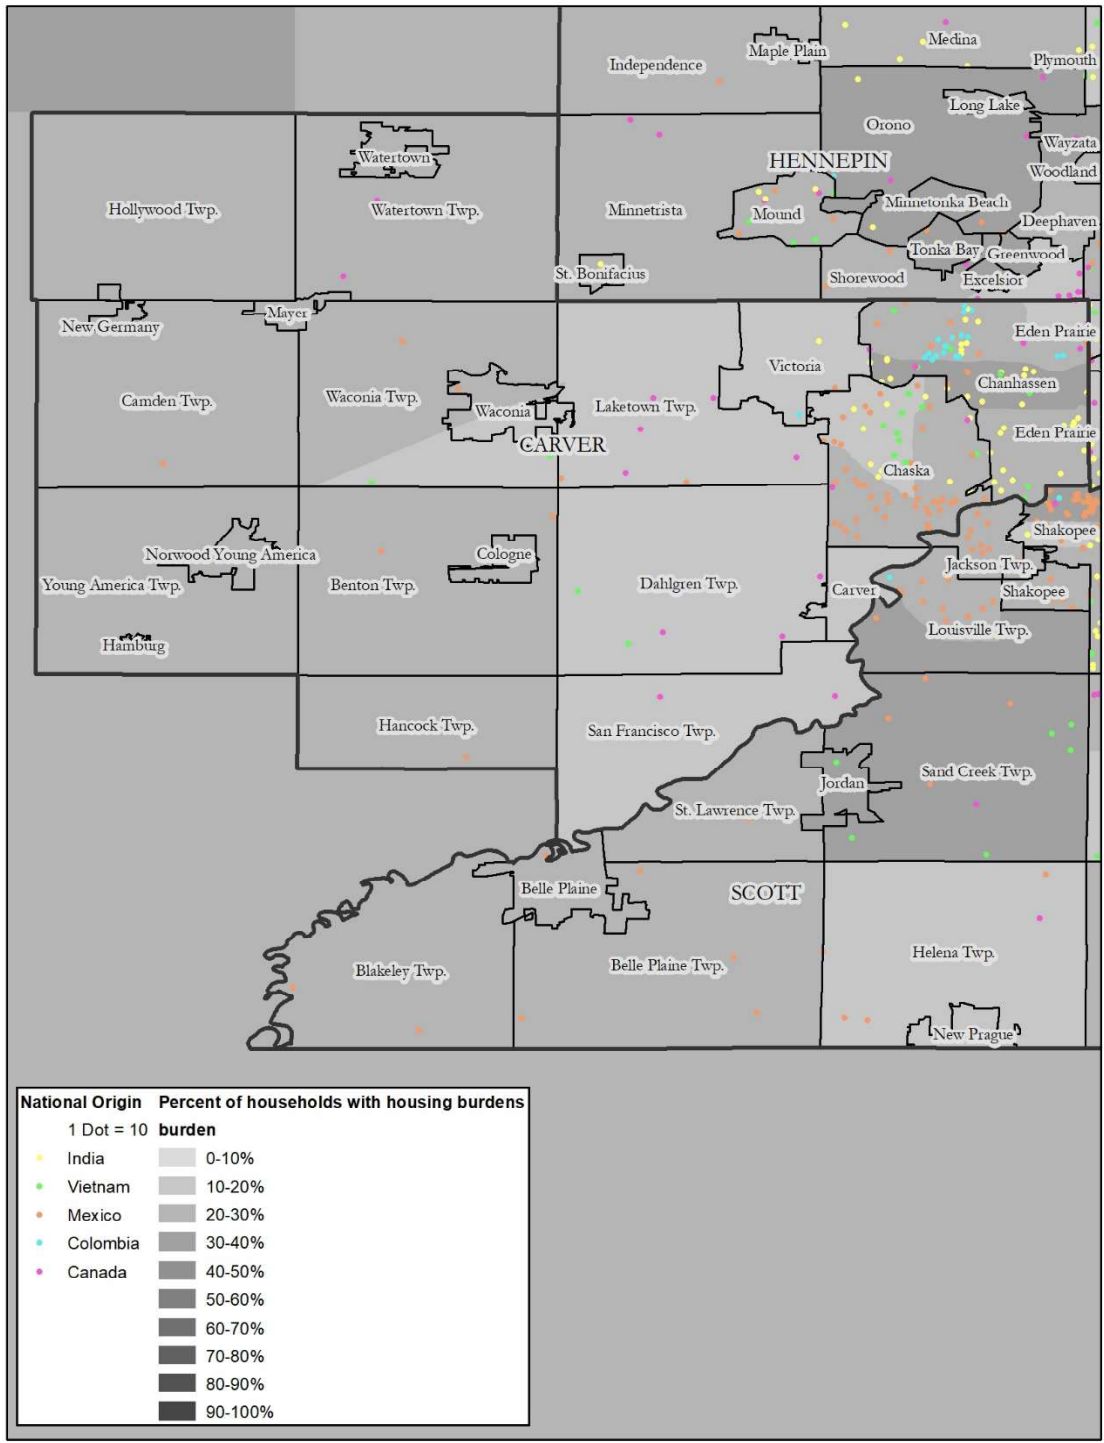 Maple Plain
Medina
Independence
Plymouth
Long Lake
Orono
Wayzata
Watertown
HENNEPIN
Woodland
Hollywood Twp.
Watertown Twp.
Minnetrista
Mound
Minnetonka Beach
Deephaven
Tonka Bay
Greenwood
St. Bonifacius
Shorewood
Excelsior
New Germany
Mayer
Eden Prairie
Victoria
Chanhassen
Camden Twp.
Waconia Twp.
Waconia
Laketown Twp.
CARVER
Eden Prairie
Chaska
Shakopee
Norwood Young America
Cologne
Jackson Twp.
Young America Twp.
Benton Twp.
Dahlgren Twp.
Carver
Shakopee
Louisville Twp.
Hamburg
Hancock Twp.
San Francisco Twp.
Sand Creek Twp.
Jordan
St. Lawrence Twp.
Belle Plaine
SCOTT
Blakeley Twp.
Belle Plaine Twp.
Helena Twp.
New Prague
National Origin Percent of households with housing burdens
1 Dot = 10 burden
India 0-10%
Vietnam 10-20%
Mexico 20-30%
Colombia 30-40%
Canada 40-50%
50-60%
60-70%
70-80%
80-90%
90-100%